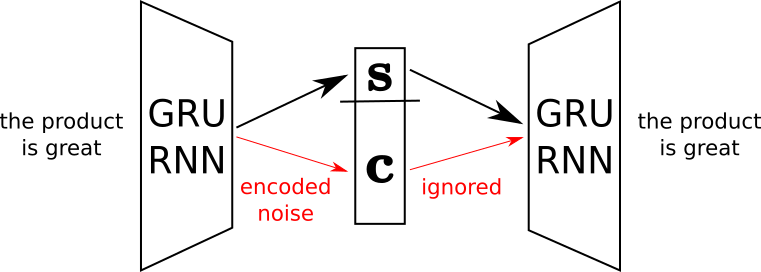 the product
is great
GRU
RNN
encoded
noise
s
c
ignored
GRU
RNN
the product
is great